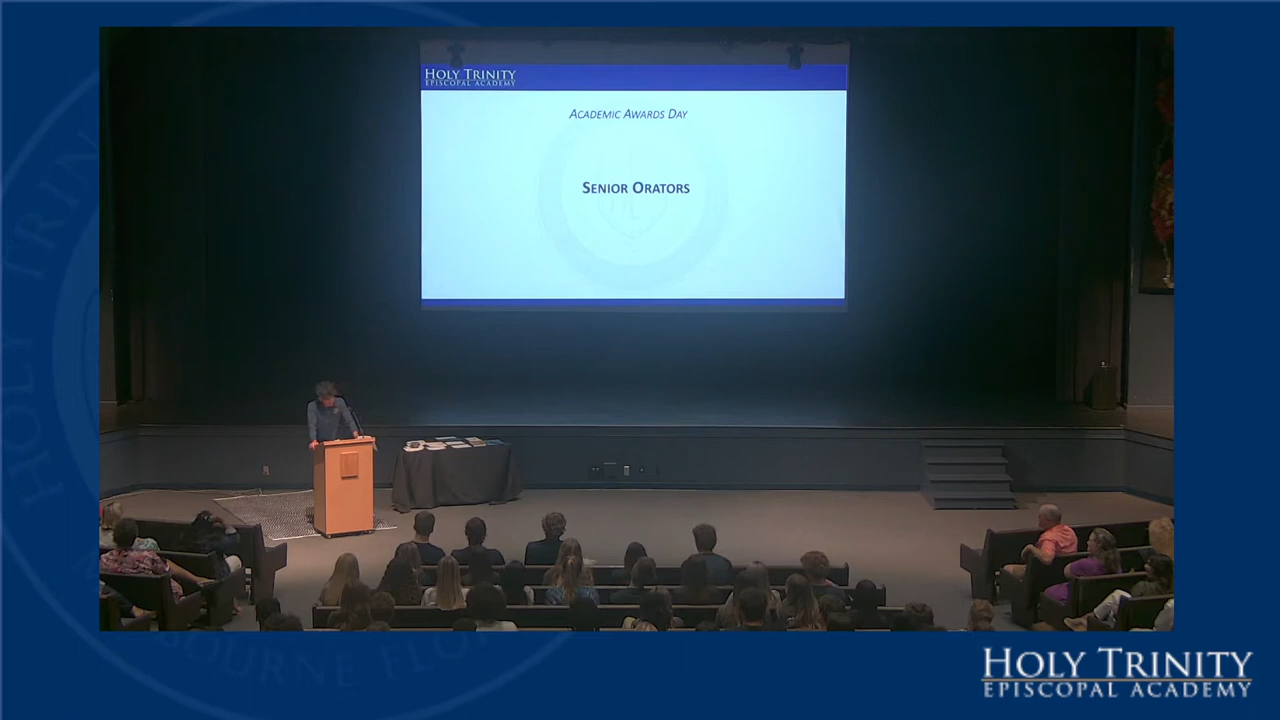 HOLY TRINITY
EPISCOPAL ACADEMY
ACADEMIC AWARDS DAY
SENIOR ORATORS
HOLY TRINITY
EPISCOPAL ACADEMY